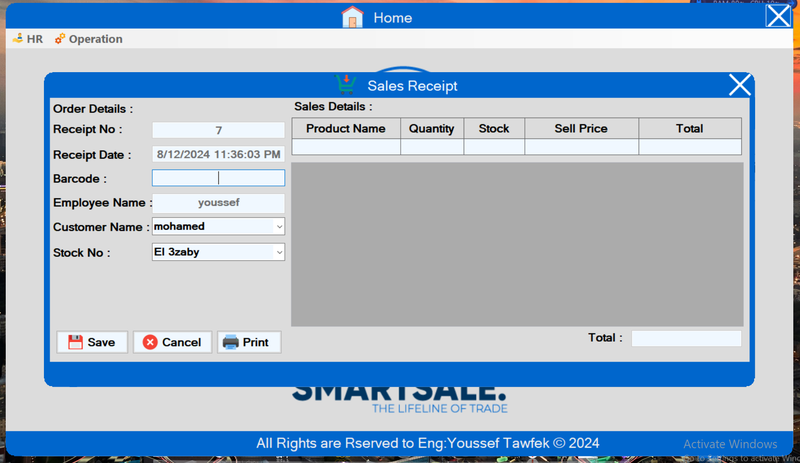 Home
HR Operation
Sales Receipt
Order Details :
Receipt No : 7
Receipt Date : 8/12/2024 11:36:03 PM
Barcode :
Employee Name : youssef
Customer Name : mohamed
Stock No : El 3zaby
Save Cancel Print
Sales Details :
Product Name Quantity Stock Sell Price Total
Total :
SMARTSALE.
THE LIFELINE OF TRADE
All Rights are Rserved to Eng:Youssef Tawfek © 2024
Activate Windows
to activate